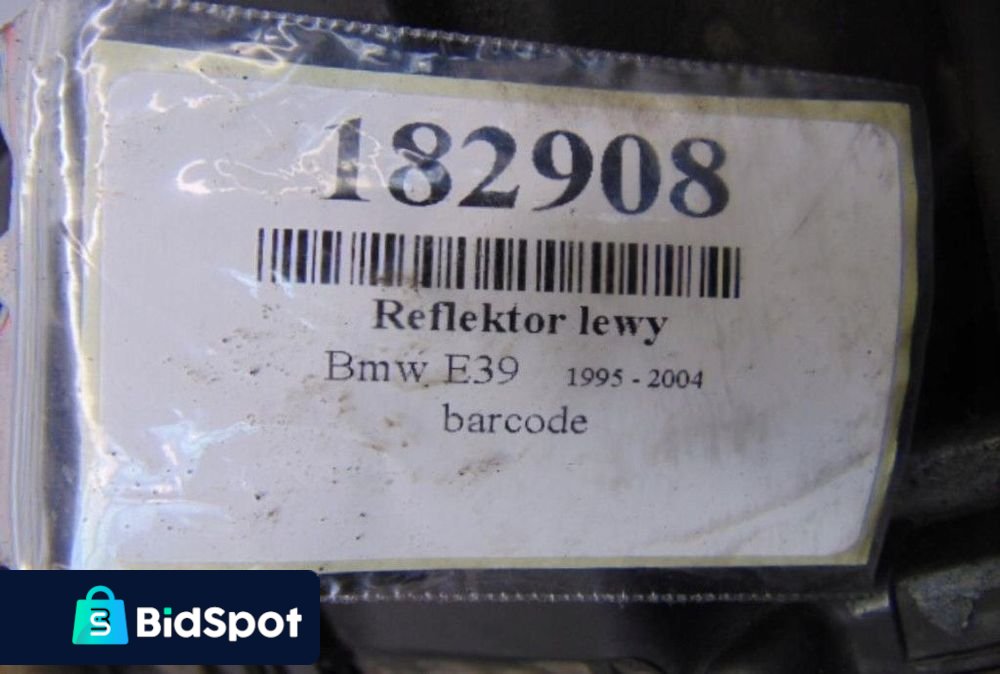 182908
Reflektor lewy
Bmw E39 1995 - 2004
barcode
BidSpot